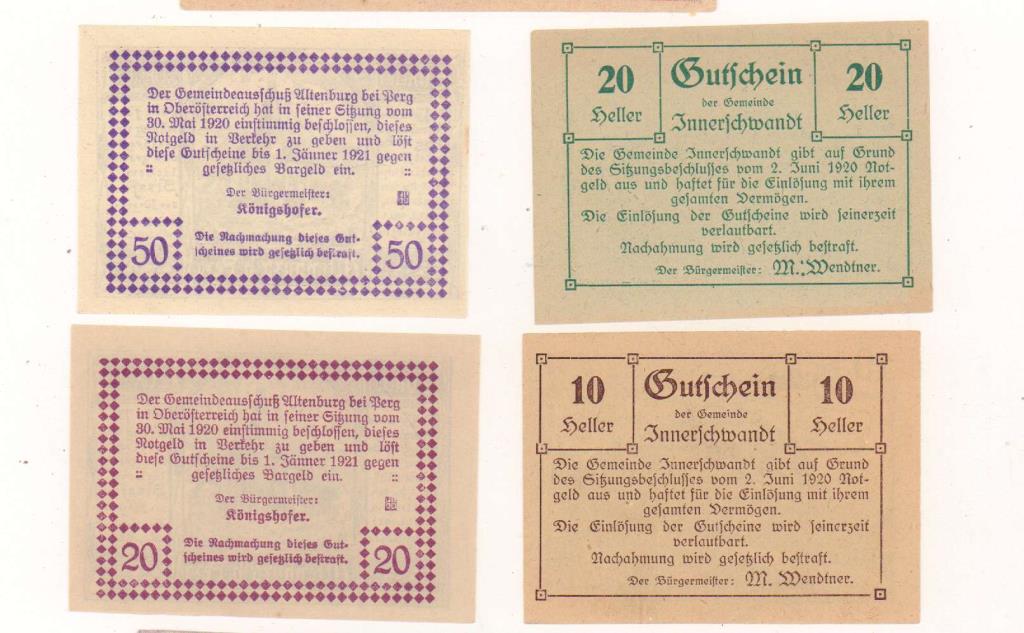 Der Gemeindeausschuß Altenburg bei Perg
in Oberösterreich hat in seiner Sitzung vom
30. Mai 1920 einstimmig beschlossen, dieses
Notgeld in Verkehr zu geben und löst
diese Gutscheine bis 1. Jänner 1921 gegen
:: gesetzliches Bargeld ein. ::
Der Bürgermeister:
Königshofer.
50 Die Nachmachung dieses Gut- 50
scheines wird gesetzlich bestraft.
20 Gutschein 20
Heller der Gemeinde Heller
Innerschwandt
Die Gemeinde Innerschwandt gibt auf Grund
des Sitzungsbeschlusses vom 2. Juni 1920 Not-
geld aus und haftet für die Einlösung mit ihrem
gesamten Vermögen.
Die Einlösung der Gutscheine wird seinerzeit
verlautbart.
Nachahmung wird gesetzlich bestraft.
Der Bürgermeister: M. Wendtner.
Der Gemeindeausschuß Altenburg bei Perg
in Oberösterreich hat in seiner Sitzung vom
30. Mai 1920 einstimmig beschlossen, dieses
Notgeld in Verkehr zu geben und löst
diese Gutscheine bis 1. Jänner 1921 gegen
:: gesetzliches Bargeld ein. ::
Der Bürgermeister:
Königshofer.
20 Die Nachmachung dieses Gut- 20
scheines wird gesetzlich bestraft.
10 Gutschein 10
Heller der Gemeinde Heller
Innerschwandt
Die Gemeinde Innerschwandt gibt auf Grund
des Sitzungsbeschlusses vom 2. Juni 1920 Not-
geld aus und haftet für die Einlösung mit ihrem
gesamten Vermögen.
Die Einlösung der Gutscheine wird seinerzeit
verlautbart.
Nachahmung wird gesetzlich bestraft.
Der Bürgermeister: M. Wendtner.